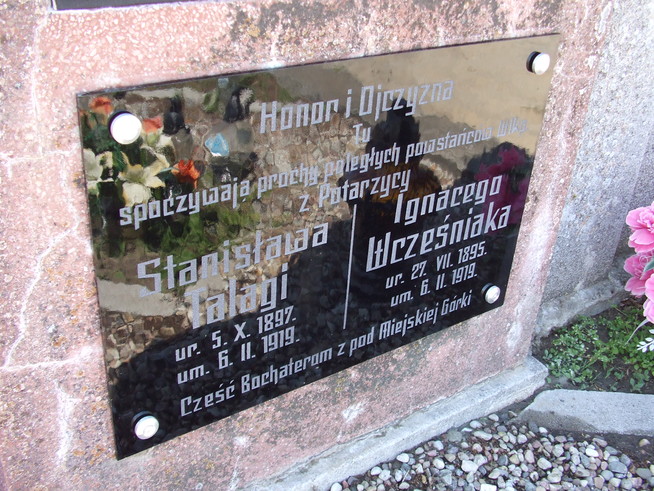 Honor i Ojczyzna
Tu
spoczywają prochy poległych powstańców Wlkp.
z Potarzycy
Stanisława
Talagi
ur. 5. X. 1897.
um. 6. II. 1919.
Ignacego
Wcześniaka
ur. 27. VII. 1895.
um. 6. II. 1919.
Cześć Bochaterom z pod Miejskiej Górki